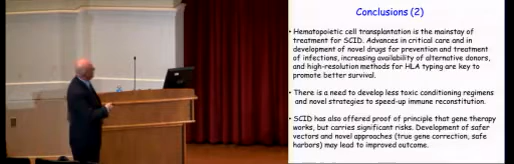 Conclusions (2)
• Hematopoietic cell transplantation is the mainstay of
treatment for SCID. Advances in critical care and in
development of novel drugs for prevention and treatment
of infections, increasing availability of alternative donors,
and high-resolution methods for HLA typing are key to
promote better survival.
• There is a need to develop less toxic conditioning regimens
and novel strategies to speed-up immune reconstitution.
• SCID has also offered proof of principle that gene therapy
works, but carries significant risks. Development of safer
vectors and novel approaches (true gene correction, safe
harbors) may lead to improved outcome.